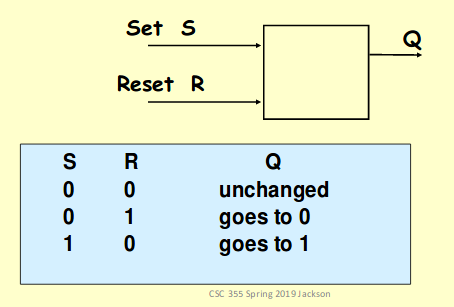 Set S
Q
Reset R
S R Q
0 0 unchanged
0 1 goes to 0
1 0 goes to 1
CSC 355 Spring 2019 Jackson